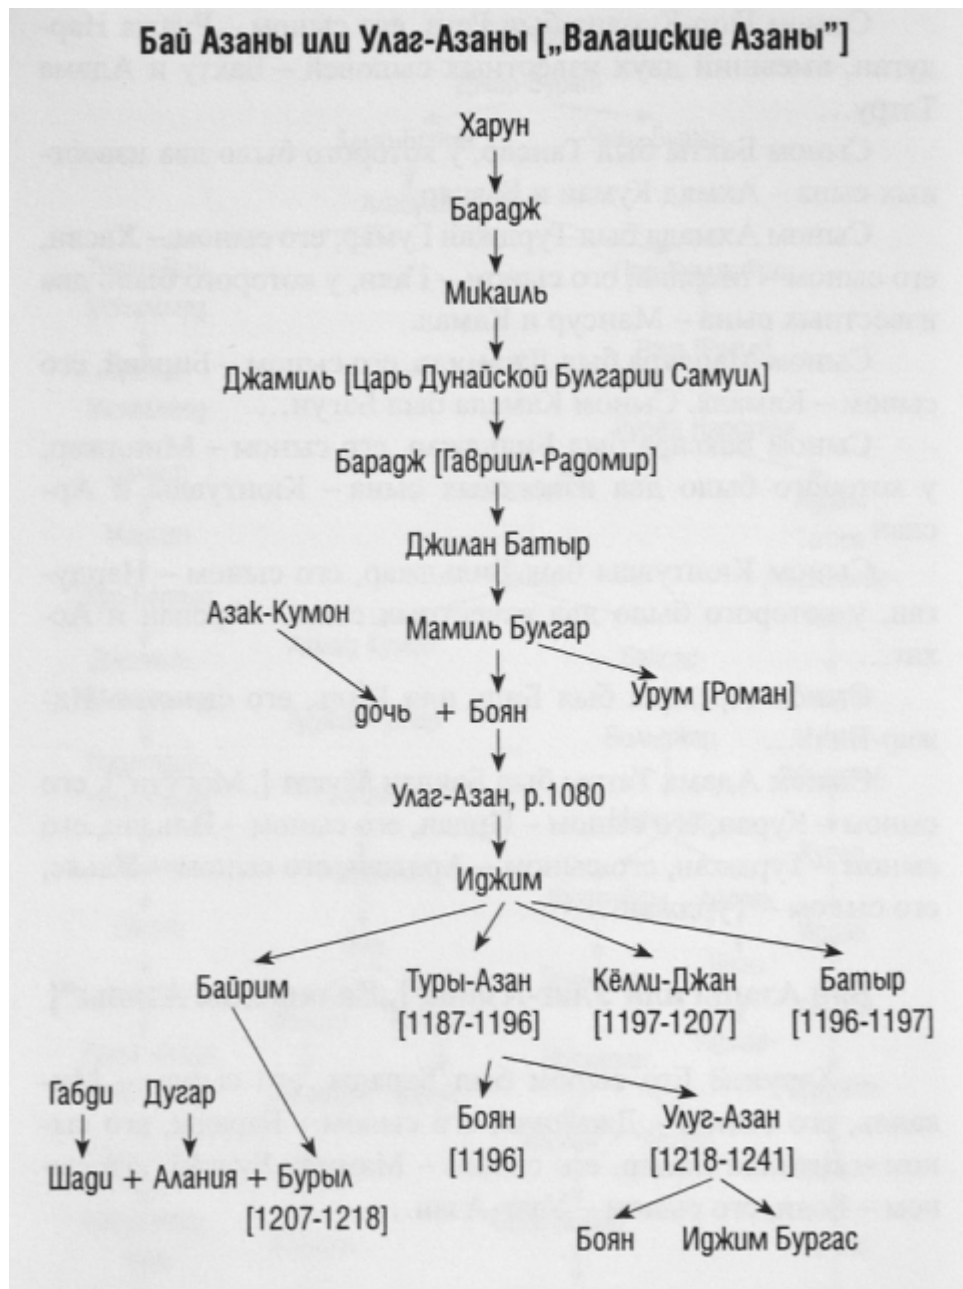 Бай Азаны или Улаг-Азаны [„Валашские Азаны”]
Харун
Барадж
Микаиль
Джамиль [Царь Дунайской Булгарии Самуил]
Барадж [Гавриил-Радомир]
Джилан Батыр
Азак-Кумон
Мамиль Булгар
Урум [Роман]
дочь + Боян
Улаг-Азан, р.1080
Иджим
Байрим Туры-Азан Кёлли-Джан Батыр
[1187-1196] [1197-1207] [1196-1197]
Габди Дугар Боян Улуг-Азан
[1196] [1218-1241]
Шади + Алания + Бурыл
[1207-1218]
Боян Иджим Бургас